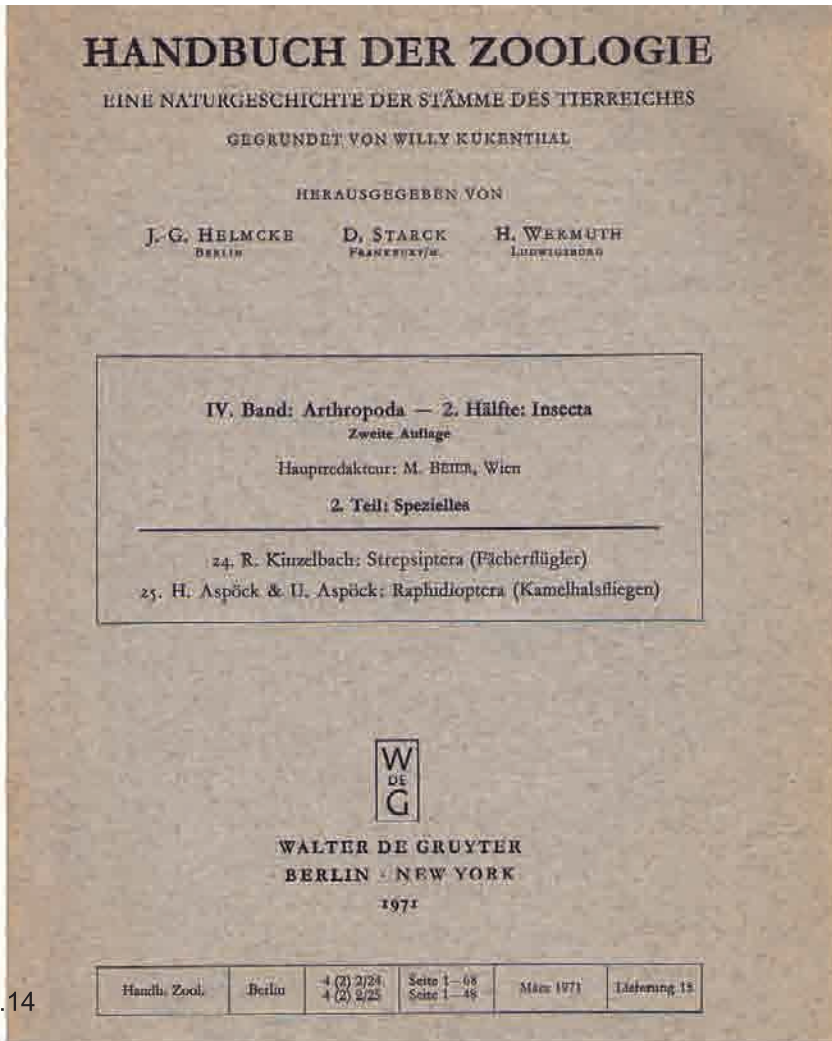 HANDBUCH DER ZOOLOGIE
EINE NATURGESCHICHTE DER STÄMME DES TIERREICHES
GEGRÜNDET VON WILLY KÜKENTHAL
HERAUSGEGEBEN VON
J. G. HELMCKE D. STARCK H. WERMUTH
BERLIN FRANKFURT/M. LUDWIGSBURG
IV. Band: Arthropoda — 2. Hälfte: Insecta
Zweite Auflage
Hauptredakteur: M. BEIER, Wien
2. Teil: Spezielles
24. R. Kinzelbach: Strepsiptera (Fächerflügler)
25. H. Aspöck & U. Aspöck: Raphidioptera (Kamelhalsfliegen)
W
DE
G
WALTER DE GRUYTER
BERLIN · NEW YORK
1971
Handb. Zool. Berlin 4 (2) 2/24 Seite 1—68 März 1971 Lieferung 15
4 (2) 2/25 Seite 1—48
.14